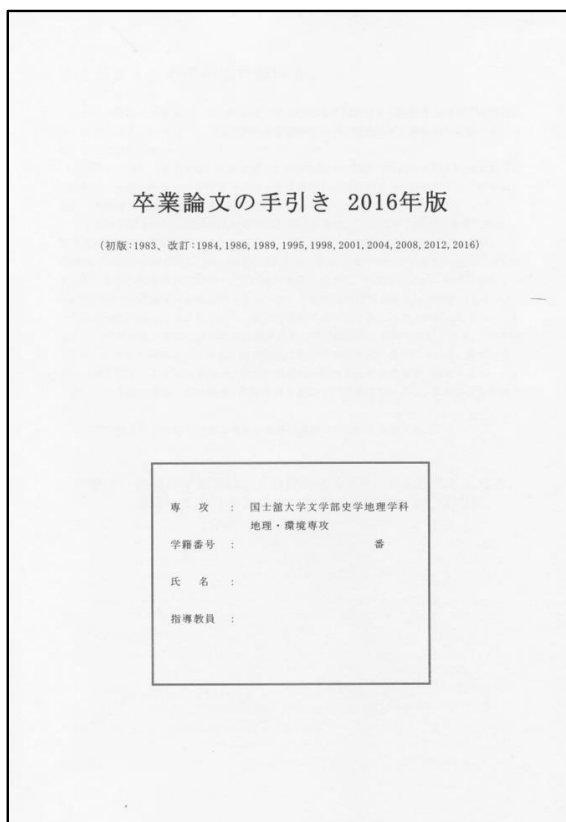 卒業論文の手引き 2016年版
(初版:1983、改訂:1984,1986,1989,1995,1998,2001,2004,2008,2012,2016)
専 攻 : 国士舘大学文学部史学地理学科
地理・環境専攻
学籍番号 : 番
氏 名 :
指導教員 :